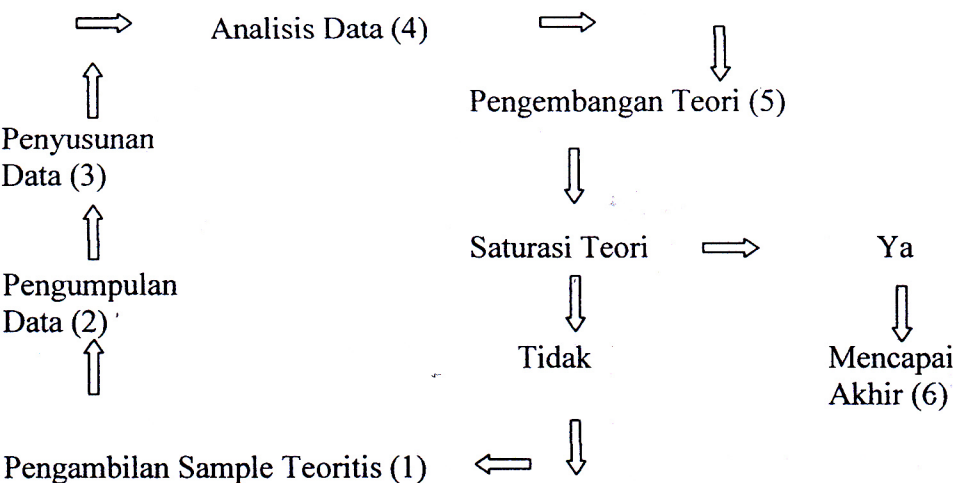 Analisis Data (4)
Pengembangan Teori (5)
Penyusunan
Data (3)
Saturasi Teori
Ya
Pengumpulan
Data (2)
Tidak
Mencapai
Akhir (6)
Pengambilan Sample Teoritis (1)